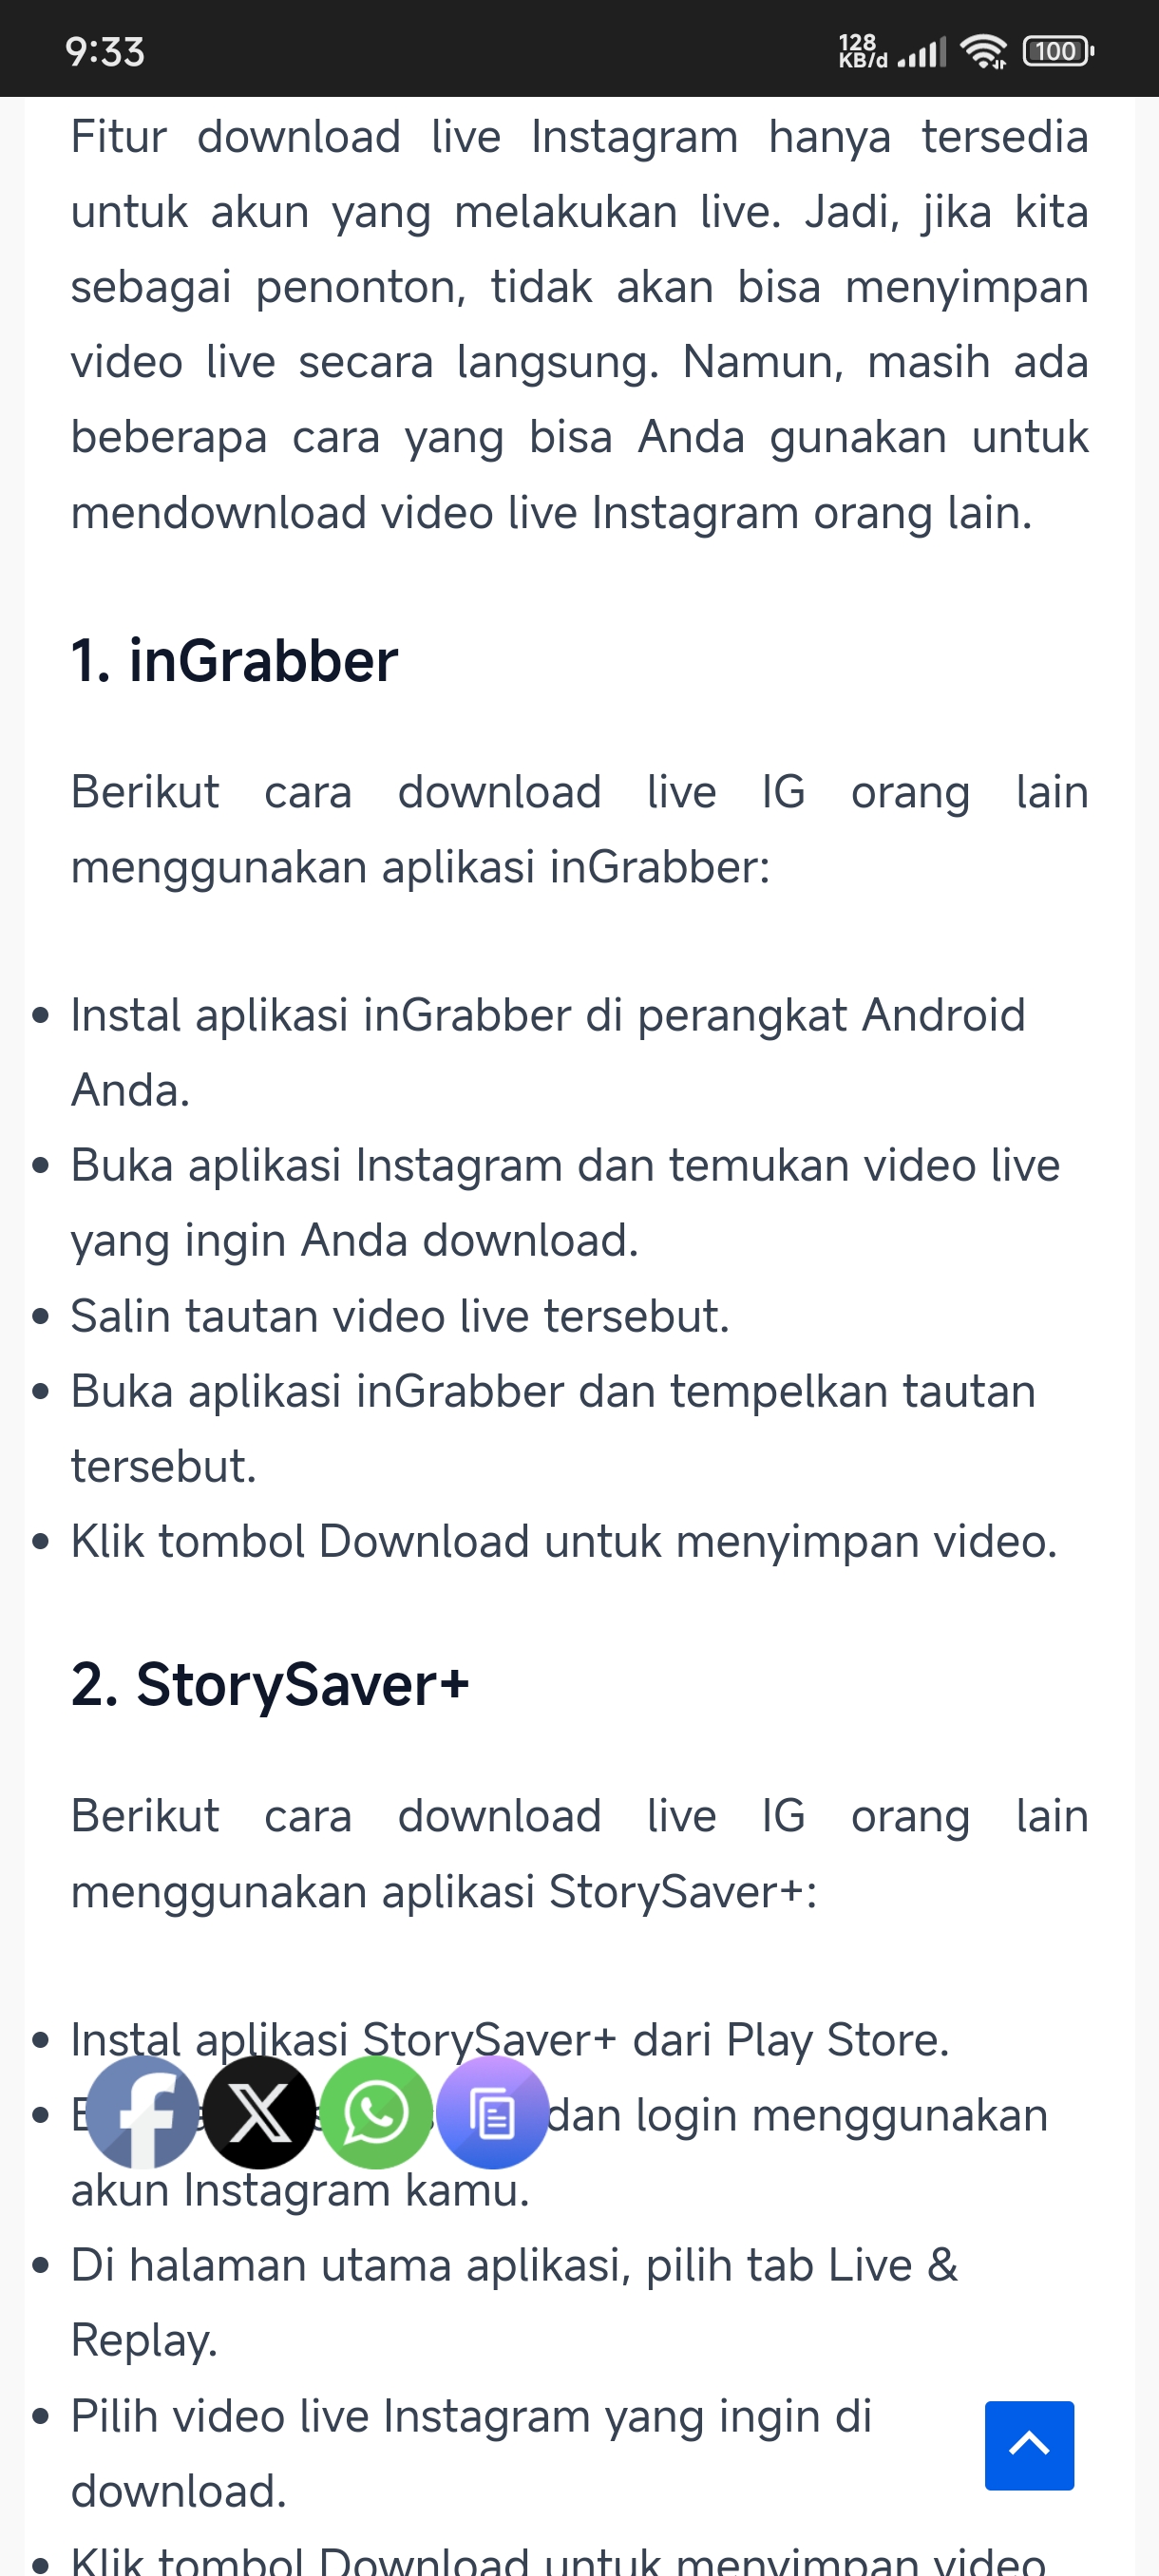 9:33
128
KB/d
100
Fitur download live Instagram hanya tersedia
untuk akun yang melakukan live. Jadi, jika kita
sebagai penonton, tidak akan bisa menyimpan
video live secara langsung. Namun, masih ada
beberapa cara yang bisa Anda gunakan untuk
mendownload video live Instagram orang lain.
1. inGrabber
Berikut cara download live IG orang lain
menggunakan aplikasi inGrabber:
• Instal aplikasi inGrabber di perangkat Android
Anda.
• Buka aplikasi Instagram dan temukan video live
yang ingin Anda download.
• Salin tautan video live tersebut.
• Buka aplikasi inGrabber dan tempelkan tautan
tersebut.
• Klik tombol Download untuk menyimpan video.
2. StorySaver+
Berikut cara download live IG orang lain
menggunakan aplikasi StorySaver+:
• Instal aplikasi StorySaver+ dari Play Store.
• dan login menggunakan
akun Instagram kamu.
• Di halaman utama aplikasi, pilih tab Live &
Replay.
• Pilih video live Instagram yang ingin di
download.
• Klik tombol Download untuk menyimpan video